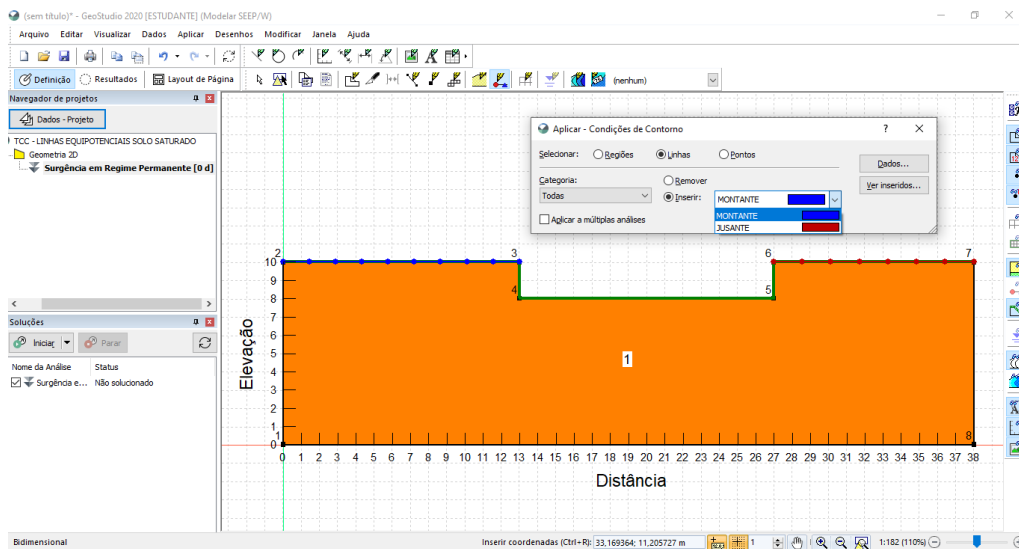 (sem título)* - GeoStudio 2020 [ESTUDANTE] (Modelar SEEP/W)
Arquivo Editar Visualizar Dados Aplicar Desenhos Modificar Janela Ajuda
Definição Resultados Layout de Página (nenhum)
Navegador de projetos
Dados - Projeto
TCC - LINHAS EQUIPOTENCIAIS SOLO SATURADO
Geometria 2D
Surgência em Regime Permanente [0 d]
Soluções
Iniciar Parar
Nome da Análise Status
Surgência e... Não solucionado
Aplicar - Condições de Contorno ? X
Selecionar: Regiões Linhas Pontos
Dados...
Categoria: Remover
Ver inseridos...
Todas Inserir: MONTANTE
MONTANTE
Aplicar a múltiplas análises
JUSANTE
2 3 6 7
10
9
4 5
8
7
6
5
1
4
3
2
1
1 8
0
Elevação
0 1 2 3 4 5 6 7 8 9 10 11 12 13 14 15 16 17 18 19 20 21 22 23 24 25 26 27 28 29 30 31 32 33 34 35 36 37 38
Distância
Bidimensional Inserir coordenadas (Ctrl+R): 33,169364; 11,205727 m 1 1:182 (110%)